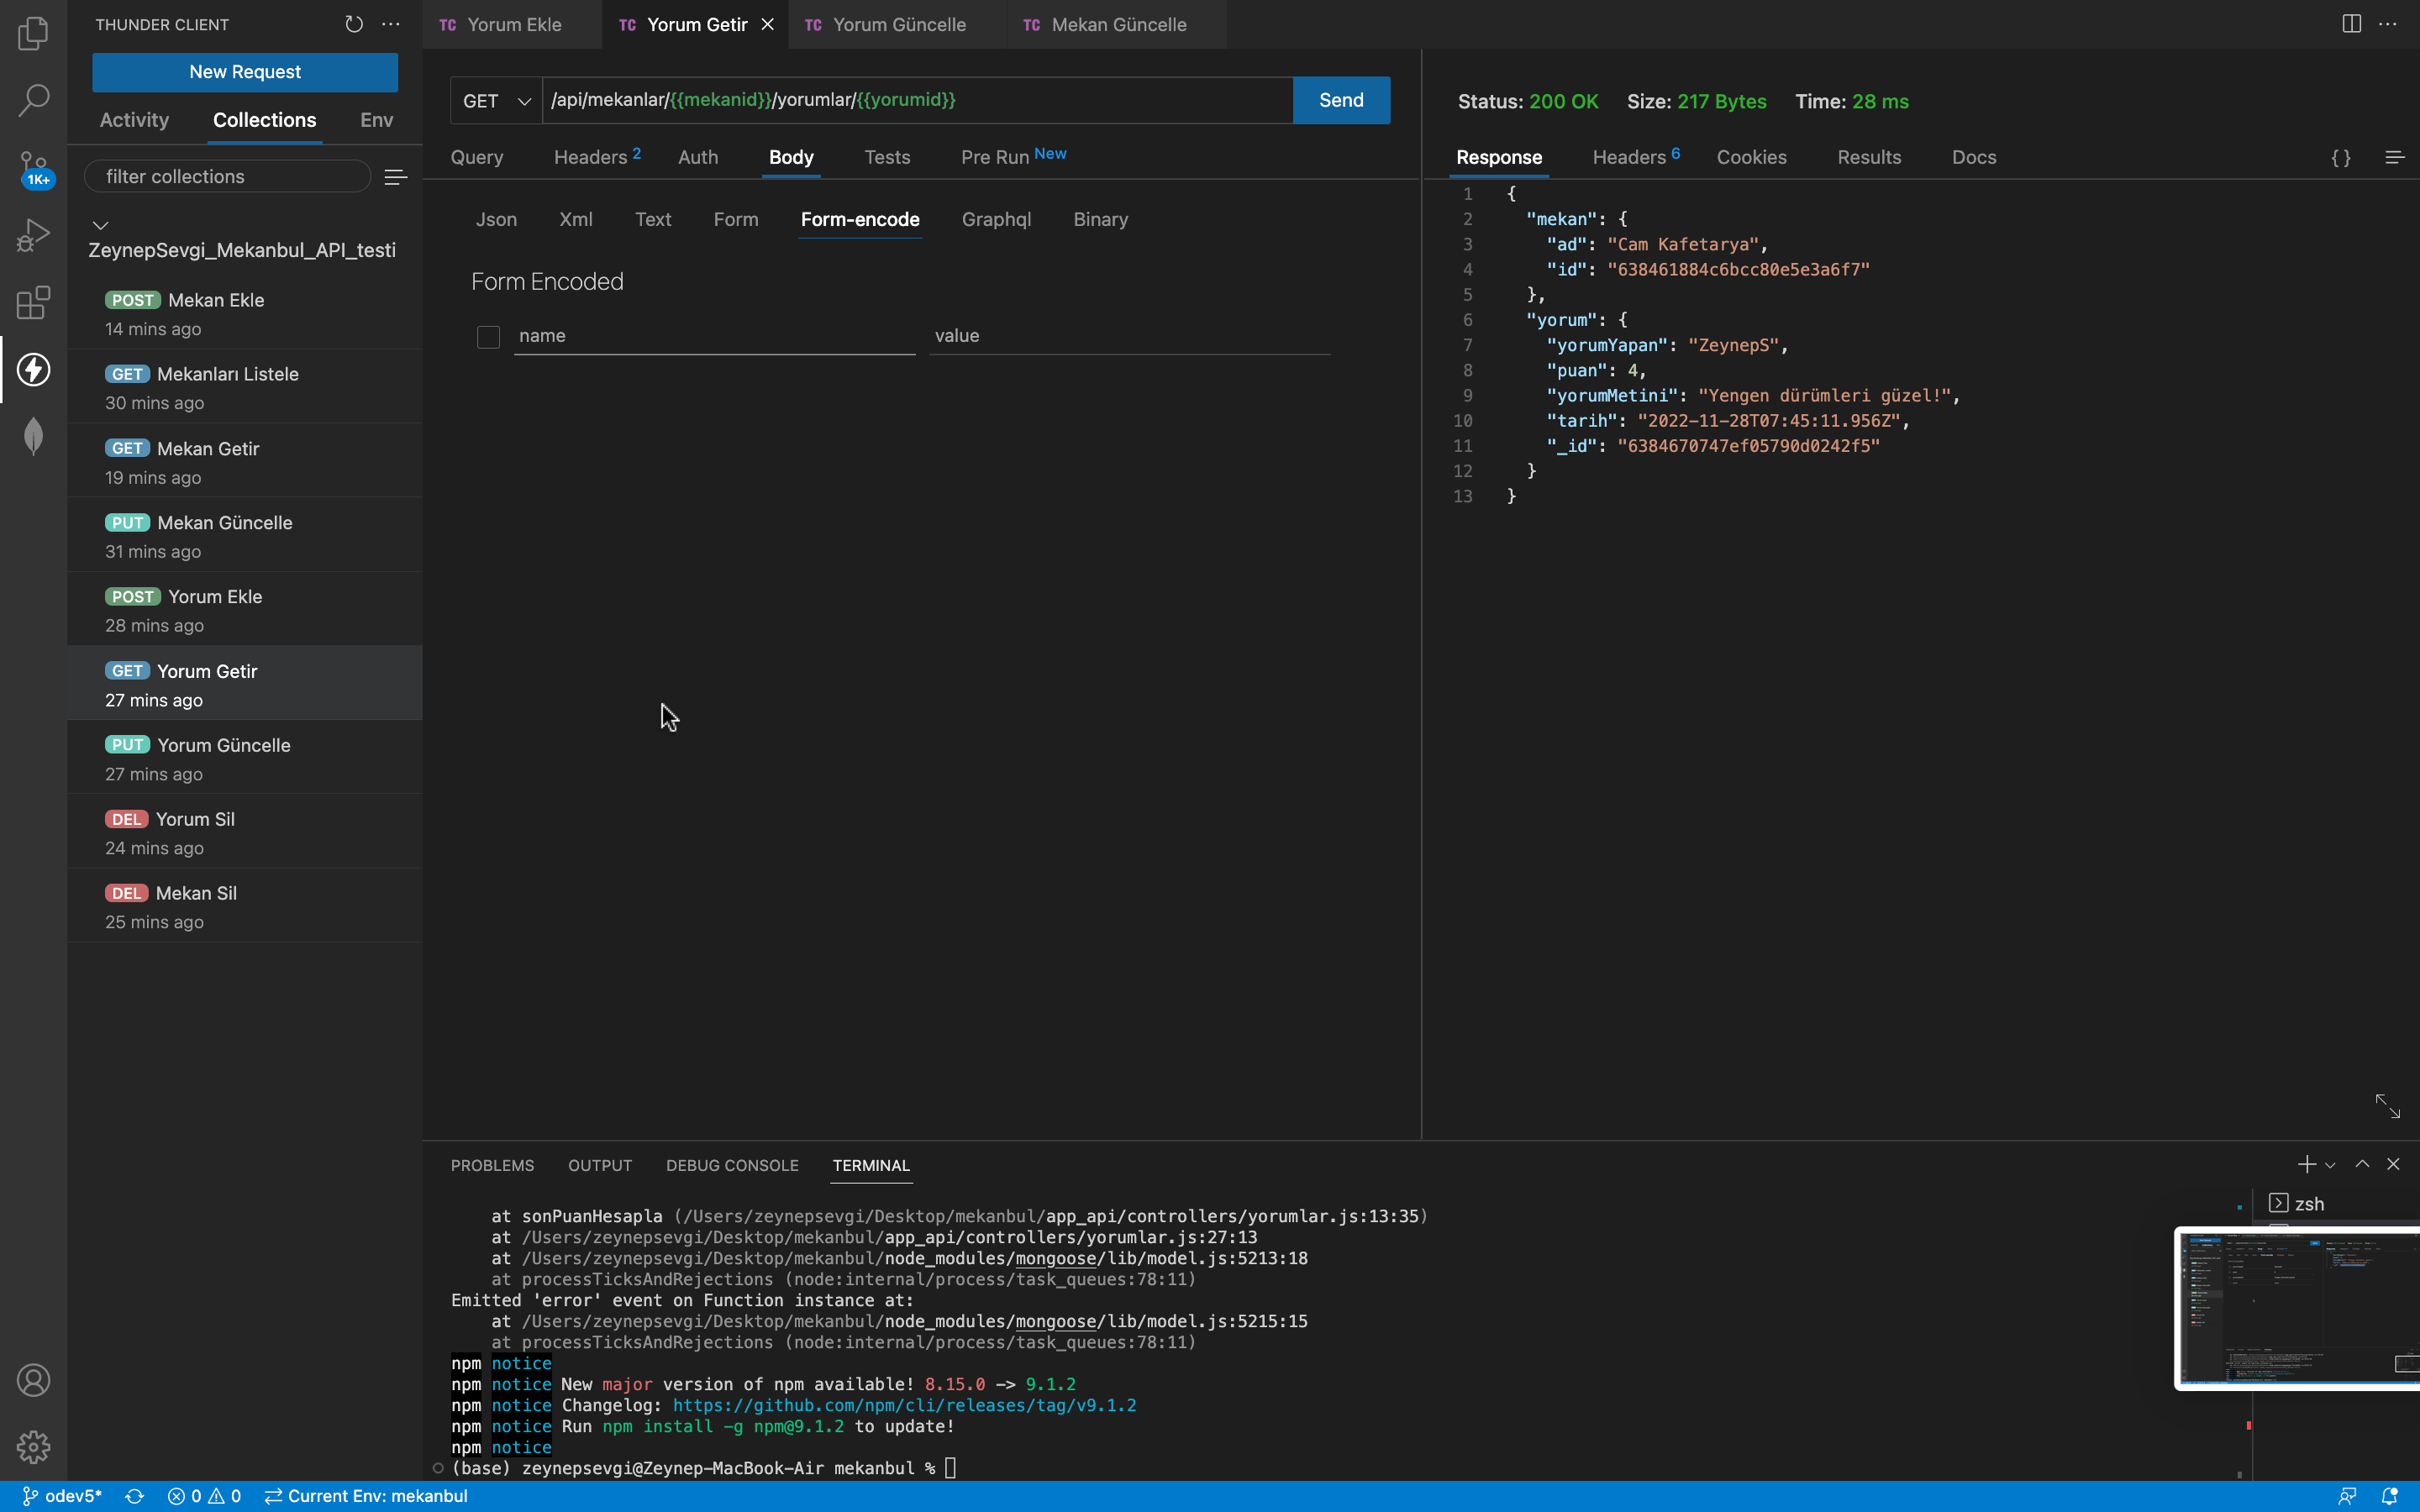 THUNDER CLIENT
New Request
Activity Collections Env
filter collections
ZeynepSevgi_Mekanbul_API_testi
POST Mekan Ekle
14 mins ago
GET Mekanları Listele
30 mins ago
GET Mekan Getir
19 mins ago
PUT Mekan Güncelle
31 mins ago
POST Yorum Ekle
28 mins ago
GET Yorum Getir
27 mins ago
PUT Yorum Güncelle
27 mins ago
DEL Yorum Sil
24 mins ago
DEL Mekan Sil
25 mins ago
1K+
TC Yorum Ekle TC Yorum Getir TC Yorum Güncelle TC Mekan Güncelle
GET /api/mekanlar/{{mekanid}}/yorumlar/{{yorumid}} Send
Query Headers 2 Auth Body Tests Pre Run New
Json Xml Text Form Form-encode Graphql Binary
Form Encoded
name value
Status: 200 OK Size: 217 Bytes Time: 28 ms
Response Headers 6 Cookies Results Docs { }
1 {
2 "mekan": {
3 "ad": "Cam Kafetarya",
4 "id": "638461884c6bcc80e5e3a6f7"
5 },
6 "yorum": {
7 "yorumYapan": "ZeynepS",
8 "puan": 4,
9 "yorumMetini": "Yengen dürümleri güzel!",
10 "tarih": "2022-11-28T07:45:11.956Z",
11 "_id": "6384670747ef05790d0242f5"
12 }
13 }
PROBLEMS OUTPUT DEBUG CONSOLE TERMINAL
at sonPuanHesapla (/Users/zeynepsevgi/Desktop/mekanbul/app_api/controllers/yorumlar.js:13:35)
at /Users/zeynepsevgi/Desktop/mekanbul/app_api/controllers/yorumlar.js:27:13
at /Users/zeynepsevgi/Desktop/mekanbul/node_modules/mongoose/lib/model.js:5213:18
at processTicksAndRejections (node:internal/process/task_queues:78:11)
Emitted 'error' event on Function instance at:
at /Users/zeynepsevgi/Desktop/mekanbul/node_modules/mongoose/lib/model.js:5215:15
at processTicksAndRejections (node:internal/process/task_queues:78:11)
npm notice
npm notice New major version of npm available! 8.15.0 -> 9.1.2
npm notice Changelog: https://github.com/npm/cli/releases/tag/v9.1.2
npm notice Run npm install -g npm@9.1.2 to update!
npm notice
(base) zeynepsevgi@Zeynep-MacBook-Air mekanbul %
zsh
odev5* 0 0 Current Env: mekanbul